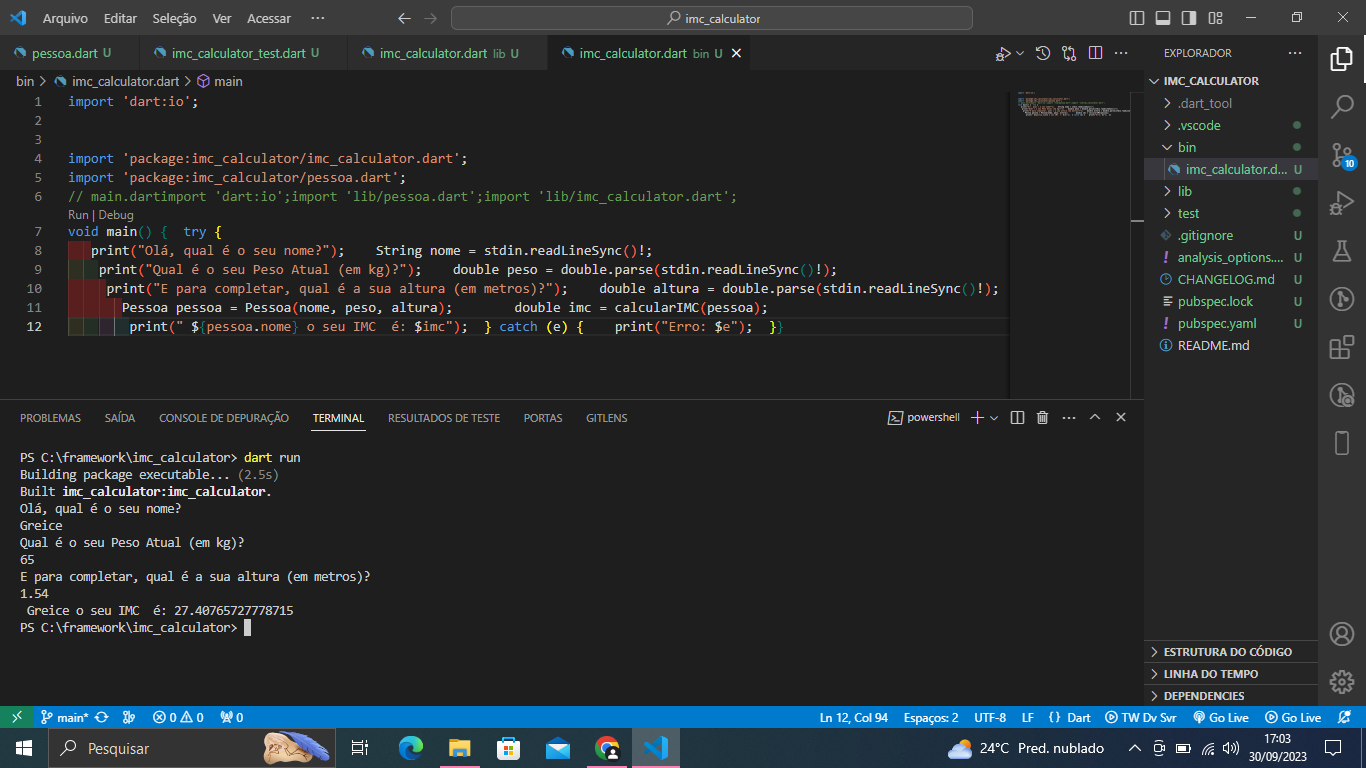 Arquivo Editar Seleção Ver Acessar ···
imc_calculator
pessoa.dart U
imc_calculator_test.dart U
imc_calculator.dart lib U
imc_calculator.dart bin U
bin > imc_calculator.dart > main
1 import 'dart:io';
2
3
4 import 'package:imc_calculator/imc_calculator.dart';
5 import 'package:imc_calculator/pessoa.dart';
6 // main.dartimport 'dart:io';import 'lib/pessoa.dart';import 'lib/imc_calculator.dart';
Run | Debug
7 void main() {  try {
8 print("Olá, qual é o seu nome?");    String nome = stdin.readLineSync()!;
9 print("Qual é o seu Peso Atual (em kg)?");    double peso = double.parse(stdin.readLineSync()!);
10 print("E para completar, qual é a sua altura (em metros)?");    double altura = double.parse(stdin.readLineSync()!);
11 Pessoa pessoa = Pessoa(nome, peso, altura);        double imc = calcularIMC(pessoa);
12 print(" ${pessoa.nome} o seu IMC  é: $imc");  } catch (e) {    print("Erro: $e");  }}
EXPLORADOR ···
IMC_CALCULATOR
.dart_tool
.vscode
bin
imc_calculator.d... U
lib
test
.gitignore U
analysis_options.... U
CHANGELOG.md U
pubspec.lock U
pubspec.yaml U
README.md
10
ESTRUTURA DO CÓDIGO
LINHA DO TEMPO
DEPENDENCIES
PROBLEMAS SAÍDA CONSOLE DE DEPURAÇÃO TERMINAL RESULTADOS DE TESTE PORTAS GITLENS
powershell
PS C:\framework\imc_calculator> dart run
Building package executable... (2.5s)
Built imc_calculator:imc_calculator.
Olá, qual é o seu nome?
Greice
Qual é o seu Peso Atual (em kg)?
65
E para completar, qual é a sua altura (em metros)?
1.54
 Greice o seu IMC  é: 27.40765727778715
PS C:\framework\imc_calculator>
main* 0 0 0 Ln 12, Col 94 Espaços: 2 UTF-8 LF {} Dart TW Dv Svr Go Live Go Live
Pesquisar
24°C Pred. nublado
17:03
30/09/2023